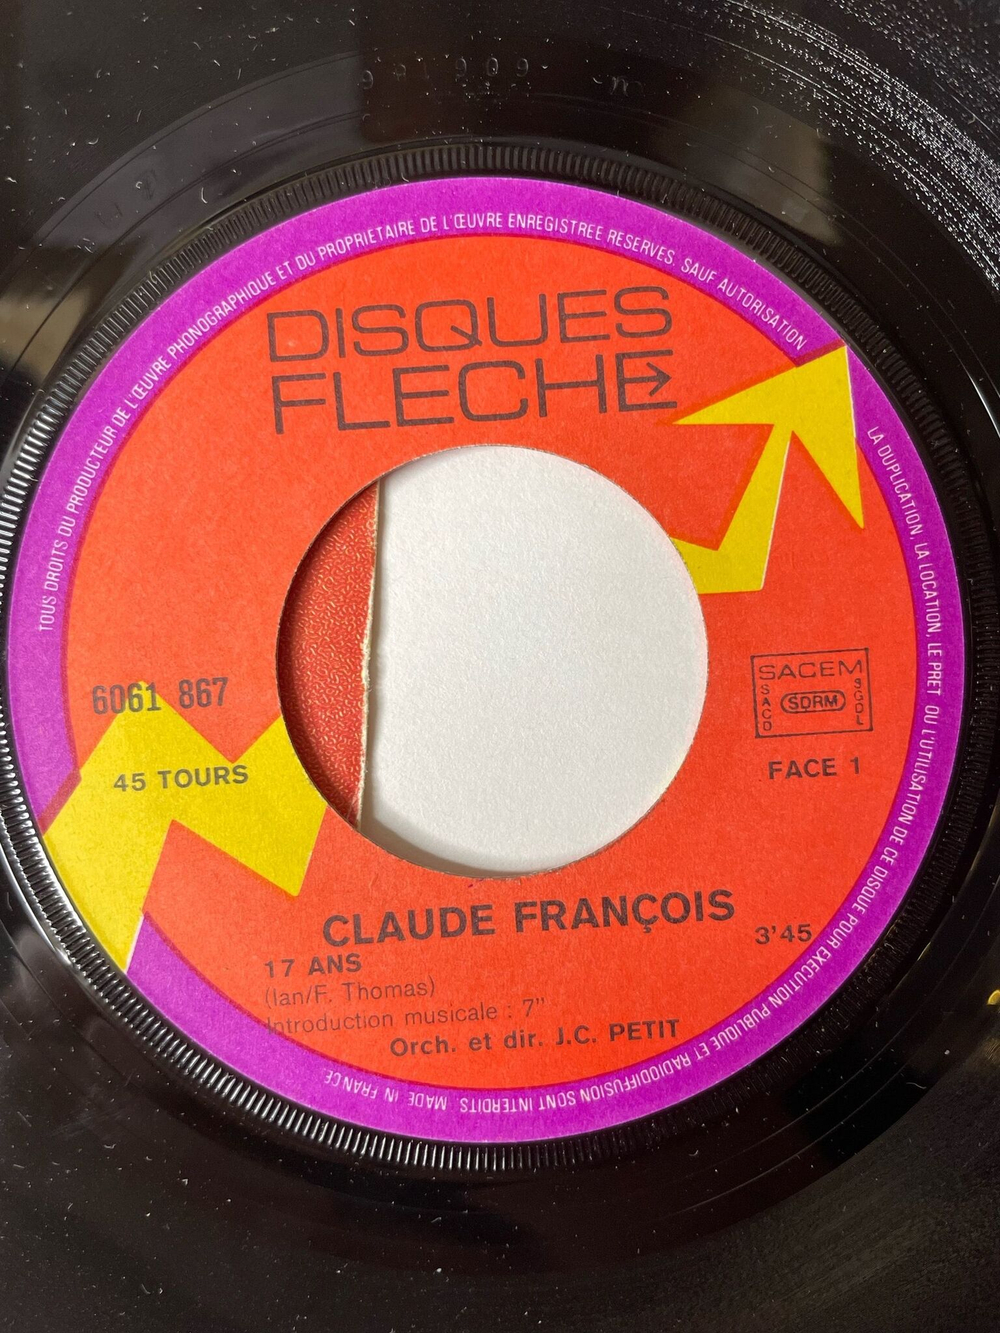 TOUS DROITS DU PRODUCTEUR DE L'ŒUVRE PHONOGRAPHIQUE ET DU PROPRIETAIRE DE L'ŒUVRE ENREGISTREE RESERVES. SAUF AUTORISATION
LA DUPLICATION, LA LOCATION, LE PRET OU L'UTILISATION DE CE DISQUE POUR EXECUTION PUBLIQUE ET RADIODIFFUSION SONT INTERDITS MADE IN FRANCE
DISQUES
FLECHE
6061 867
45 TOURS
SACEM
SACD
SDRM
SGDL
FACE 1
CLAUDE FRANÇOIS
17 ANS 3'45
(Ian/F. Thomas)
Introduction musicale : 7"
Orch. et dir. J.C. PETIT